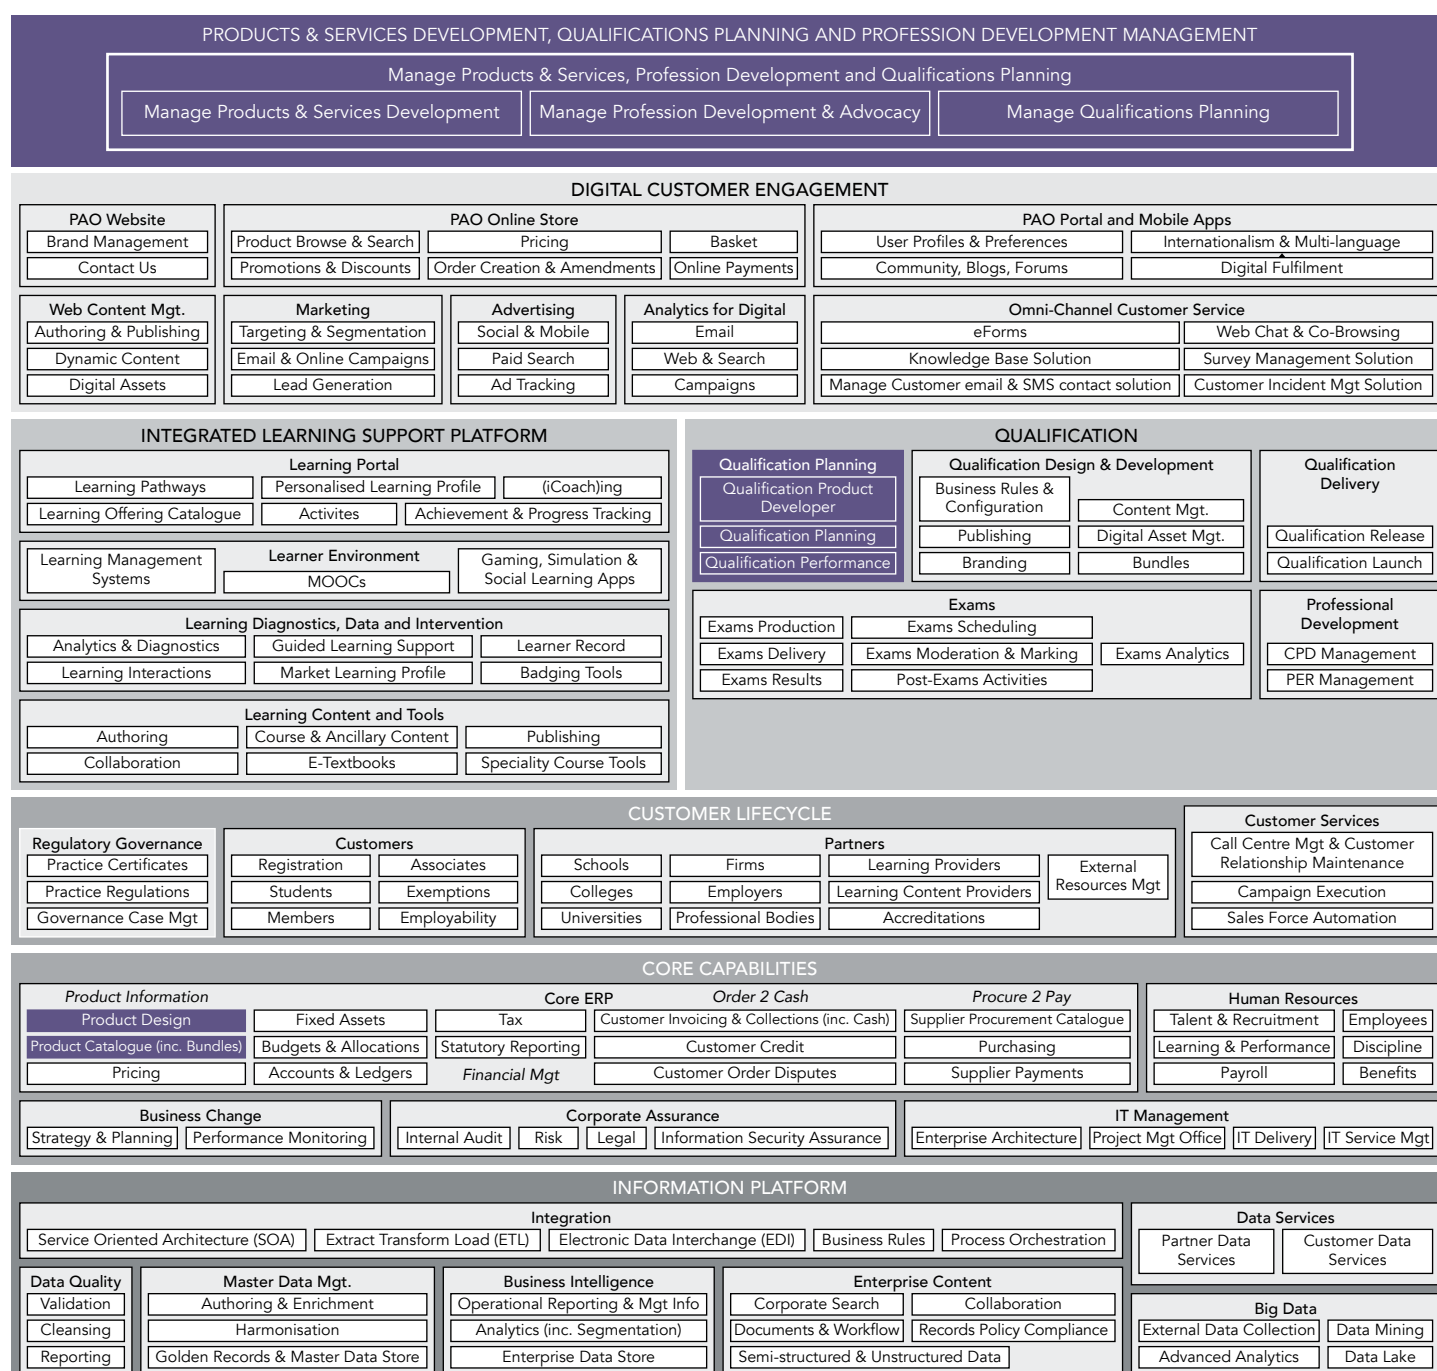 PRODUCTS & SERVICES DEVELOPMENT, QUALIFICATIONS PLANNING AND PROFESSION DEVELOPMENT MANAGEMENT
Manage Products & Services, Profession Development and Qualifications Planning
Manage Products & Services Development
Manage Profession Development & Advocacy
Manage Qualifications Planning
DIGITAL CUSTOMER ENGAGEMENT
PAO Website
Brand Management
Contact Us
PAO Online Store
Product Browse & Search
Pricing
Basket
Promotions & Discounts
Order Creation & Amendments
Online Payments
PAO Portal and Mobile Apps
User Profiles & Preferences
Internationalism & Multi-language
Community, Blogs, Forums
Digital Fulfilment
Web Content Mgt.
Authoring & Publishing
Dynamic Content
Digital Assets
Marketing
Targeting & Segmentation
Email & Online Campaigns
Lead Generation
Advertising
Social & Mobile
Paid Search
Ad Tracking
Analytics for Digital
Email
Web & Search
Campaigns
Omni-Channel Customer Service
eForms
Web Chat & Co-Browsing
Knowledge Base Solution
Survey Management Solution
Manage Customer email & SMS contact solution
Customer Incident Mgt Solution
INTEGRATED LEARNING SUPPORT PLATFORM
Learning Portal
Learning Pathways
Personalised Learning Profile
(iCoach)ing
Learning Offering Catalogue
Activites
Achievement & Progress Tracking
Learning Management
Systems
Learner Environment
MOOCs
Gaming, Simulation &
Social Learning Apps
Learning Diagnostics, Data and Intervention
Analytics & Diagnostics
Guided Learning Support
Learner Record
Learning Interactions
Market Learning Profile
Badging Tools
Learning Content and Tools
Authoring
Course & Ancillary Content
Publishing
Collaboration
E-Textbooks
Speciality Course Tools
QUALIFICATION
Qualification Planning
Qualification Product
Developer
Qualification Planning
Qualification Performance
Qualification Design & Development
Business Rules &
Configuration
Content Mgt.
Publishing
Digital Asset Mgt.
Branding
Bundles
Qualification
Delivery
Qualification Release
Qualification Launch
Exams
Exams Production
Exams Scheduling
Exams Delivery
Exams Moderation & Marking
Exams Analytics
Exams Results
Post-Exams Activities
Professional
Development
CPD Management
PER Management
CUSTOMER LIFECYCLE
Regulatory Governance
Practice Certificates
Practice Regulations
Governance Case Mgt
Customers
Registration
Associates
Students
Exemptions
Members
Employability
Partners
Schools
Firms
Learning Providers
External
Resources Mgt
Colleges
Employers
Learning Content Providers
Universities
Professional Bodies
Accreditations
Customer Services
Call Centre Mgt & Customer
Relationship Maintenance
Campaign Execution
Sales Force Automation
CORE CAPABILITIES
Product Information
Core ERP
Order 2 Cash
Procure 2 Pay
Product Design
Fixed Assets
Tax
Customer Invoicing & Collections (inc. Cash)
Supplier Procurement Catalogue
Product Catalogue (inc. Bundles)
Budgets & Allocations
Statutory Reporting
Customer Credit
Purchasing
Pricing
Accounts & Ledgers
Financial Mgt
Customer Order Disputes
Supplier Payments
Human Resources
Talent & Recruitment
Employees
Learning & Performance
Discipline
Payroll
Benefits
Business Change
Strategy & Planning
Performance Monitoring
Corporate Assurance
Internal Audit
Risk
Legal
Information Security Assurance
IT Management
Enterprise Architecture
Project Mgt Office
IT Delivery
IT Service Mgt
INFORMATION PLATFORM
Integration
Service Oriented Architecture (SOA)
Extract Transform Load (ETL)
Electronic Data Interchange (EDI)
Business Rules
Process Orchestration
Data Services
Partner Data
Services
Customer Data
Services
Data Quality
Validation
Cleansing
Reporting
Master Data Mgt.
Authoring & Enrichment
Harmonisation
Golden Records & Master Data Store
Business Intelligence
Operational Reporting & Mgt Info
Analytics (inc. Segmentation)
Enterprise Data Store
Enterprise Content
Corporate Search
Collaboration
Documents & Workflow
Records Policy Compliance
Semi-structured & Unstructured Data
Big Data
External Data Collection
Data Mining
Advanced Analytics
Data Lake